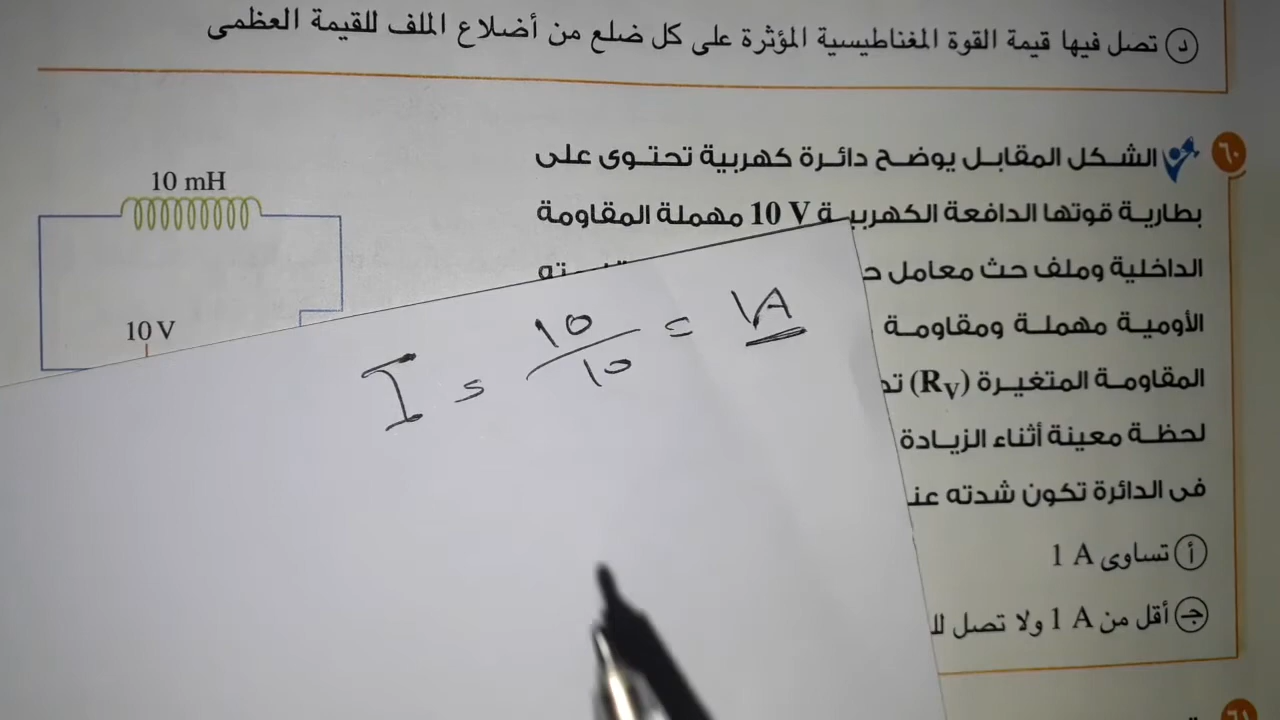 د تصل فيها قيمة القوة المغناطيسية المؤثرة على كل ضلع من أضلاع الملف للقيمة العظمى
٦٠ الشكل المقابل يوضح دائرة كهربية تحتوى على
بطارية قوتها الدافعة الكهربية 10 V مهملة المقاومة
الداخلية وملف حث معامل
الأومية مهملة ومقاومة
المقاومة المتغيرة (RV)
لحظة معينة أثناء الزيادة
فى الدائرة تكون شدته
أ تساوى 1 A
جـ أقل من 1 A ولا تصل
٦١
10 mH
10 V
I = 10/10 = 1A